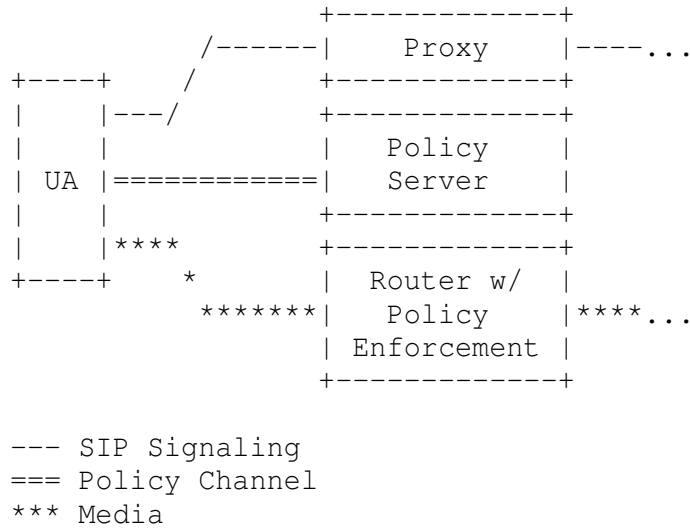 +-------------+
              /------|    Proxy    |----...
+----+     /         +-------------+
|    |---/           +-------------+
|    |               |   Policy    |
| UA |============|   Server    |
|    |               +-------------+
|    |****           +-------------+
+----+    *          |  Router w/  |
           *******|   Policy    |****...
                     | Enforcement |
                     +-------------+

--- SIP Signaling
=== Policy Channel
*** Media